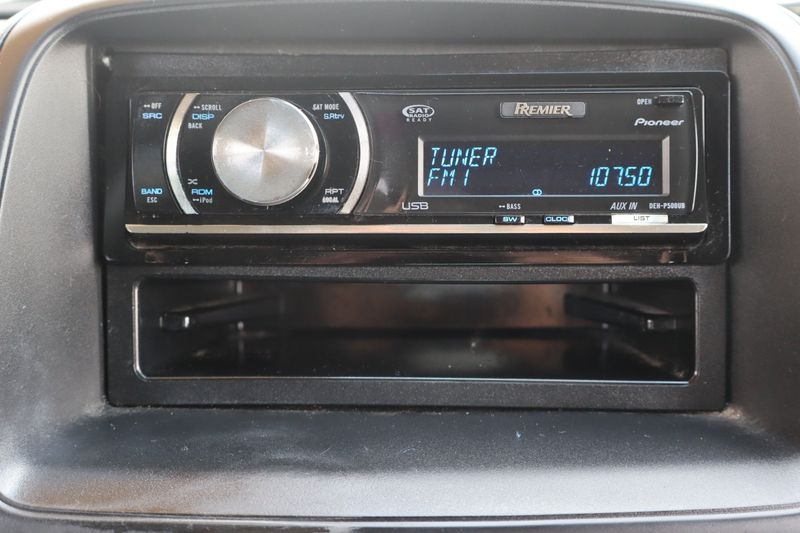 OFF
SRC
SCROLL
DISP
BACK
SAT MODE
S.Rtrv
SAT
RADIO
READY
PREMIER
OPEN
Pioneer
TUNER
FM1 107.50
BAND
ESC
RDM
iPod
RPT
LOCAL
USB
BASS
SW
CLOCK
AUX IN
DEH-P500UB
LIST